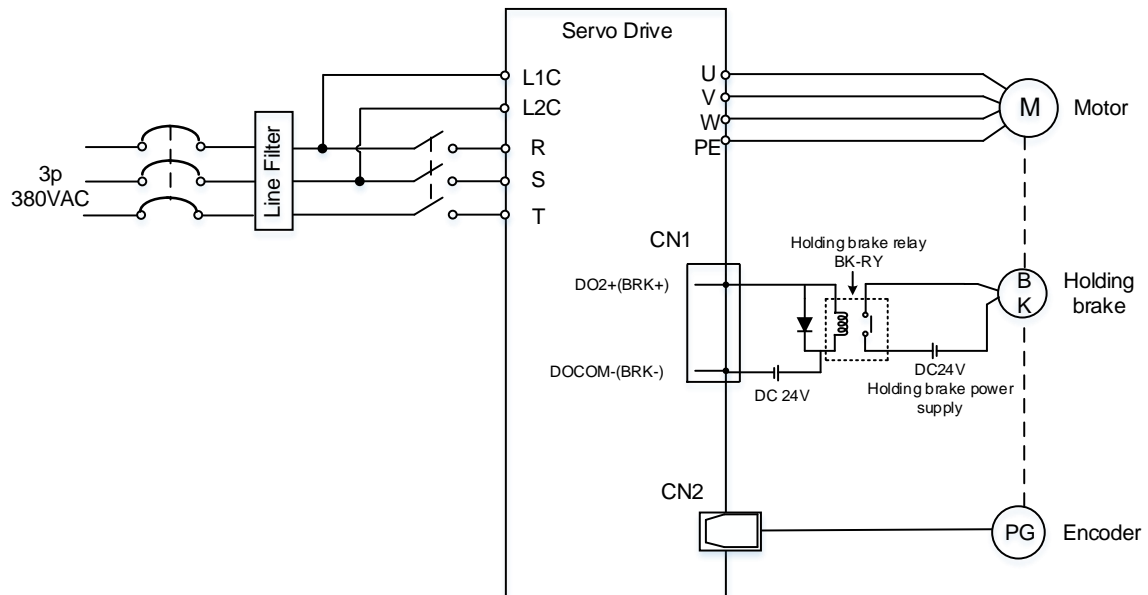 Servo Drive
L1C
L2C
R
S
T
3p
380VAC
Line Filter
U
V
W
PE
M
Motor
CN1
Holding brake relay
BK-RY
DO2+(BRK+)
DOCOM-(BRK-)
DC 24V
DC24V
Holding brake power
supply
B
K
Holding
brake
CN2
PG
Encoder